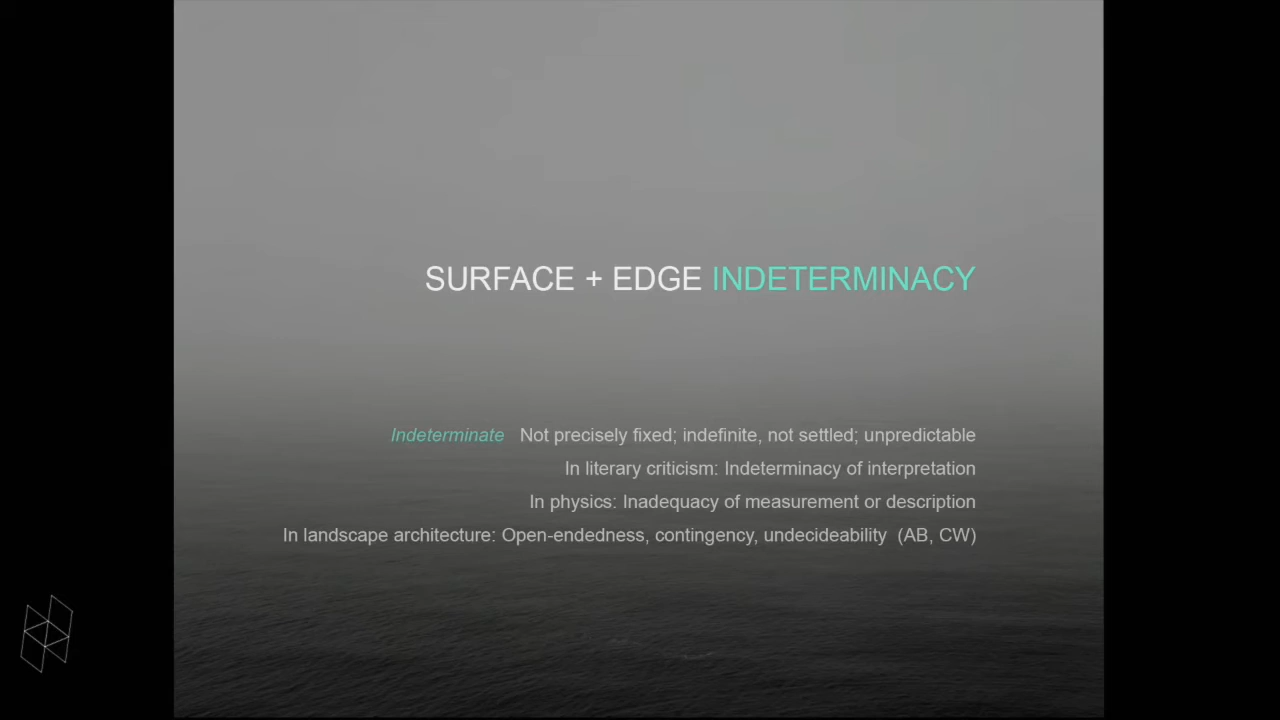 SURFACE + EDGE INDETERMINACY
Indeterminate Not precisely fixed; indefinite, not settled; unpredictable
In literary criticism: Indeterminacy of interpretation
In physics: Inadequacy of measurement or description
In landscape architecture: Open-endedness, contingency, undecideability (AB, CW)